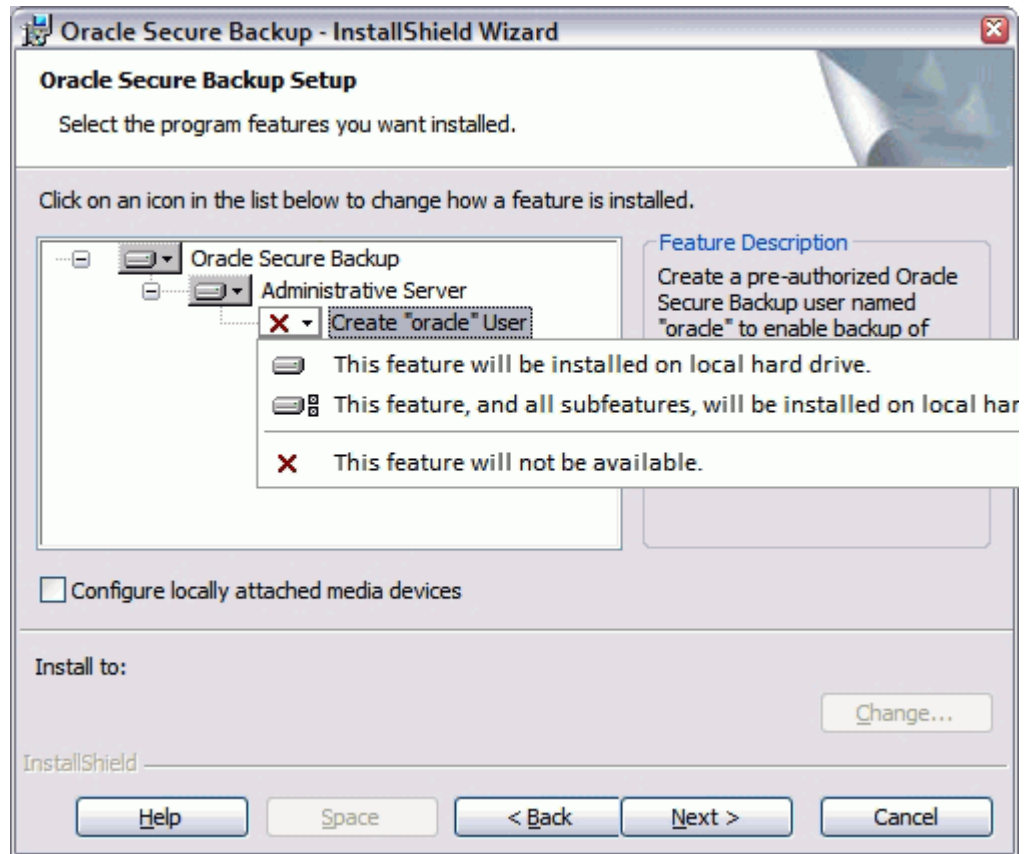 Oracle Secure Backup - InstallShield Wizard
Oracle Secure Backup Setup
Select the program features you want installed.
Click on an icon in the list below to change how a feature is installed.
Oracle Secure Backup
Administrative Server
Create "oracle" User
Feature Description
Create a pre-authorized Oracle
Secure Backup user named
"oracle" to enable backup of
This feature will be installed on local hard drive.
This feature, and all subfeatures, will be installed on local har
This feature will not be available.
Configure locally attached media devices
Install to:
Change...
InstallShield
Help
Space
< Back
Next >
Cancel